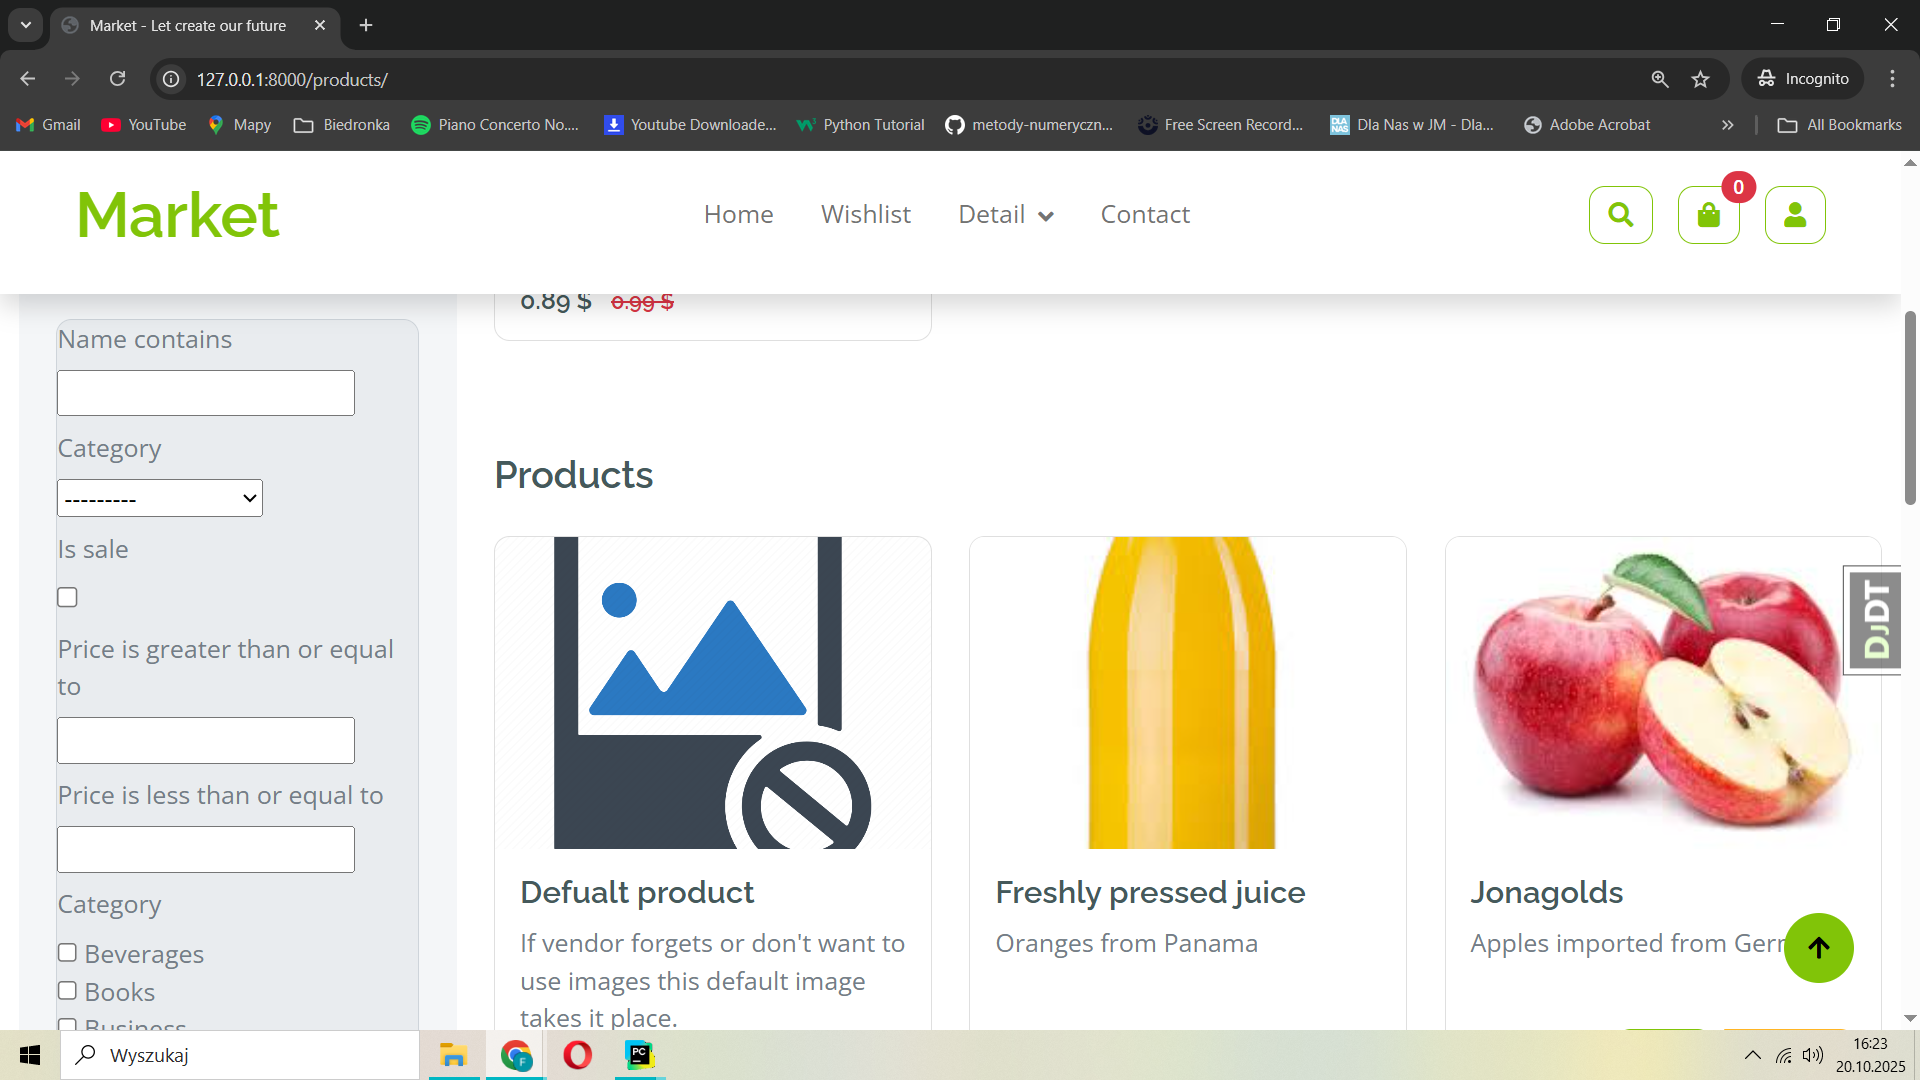 Market - Let create our future
127.0.0.1:8000/products/
Incognito
Gmail
YouTube
Mapy
Biedronka
Piano Concerto No....
Youtube Downloade...
Python Tutorial
metody-numeryczn...
Free Screen Record...
DLA NAS
Dla Nas w JM - Dla...
Adobe Acrobat
All Bookmarks
Market
Home
Wishlist
Detail
Contact
0
0.89 $ 0.99 $
Name contains
Category
---------
Is sale
Price is greater than or equal
to
Price is less than or equal to
Category
Beverages
Books
Business
Products
Defualt product
If vendor forgets or don't want to
use images this default image
takes it place.
Freshly pressed juice
Oranges from Panama
Jonagolds
Apples imported from Ger
DJDT
Wyszukaj
F
PC
16:23
20.10.2025